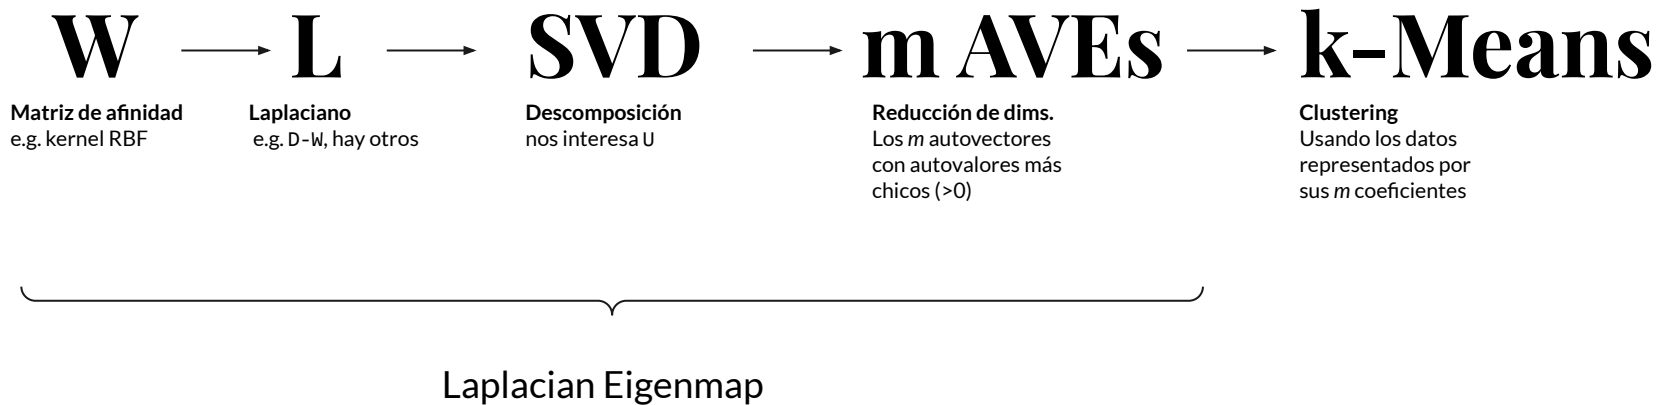 W
L
SVD
m AVEs
k-Means
Matriz de afinidad
e.g. kernel RBF
Laplaciano
e.g. D-W, hay otros
Descomposición
nos interesa U
Reducción de dims.
Los m autovectores
con autovalores más
chicos (>0)
Clustering
Usando los datos
representados por
sus m coeficientes
Laplacian Eigenmap